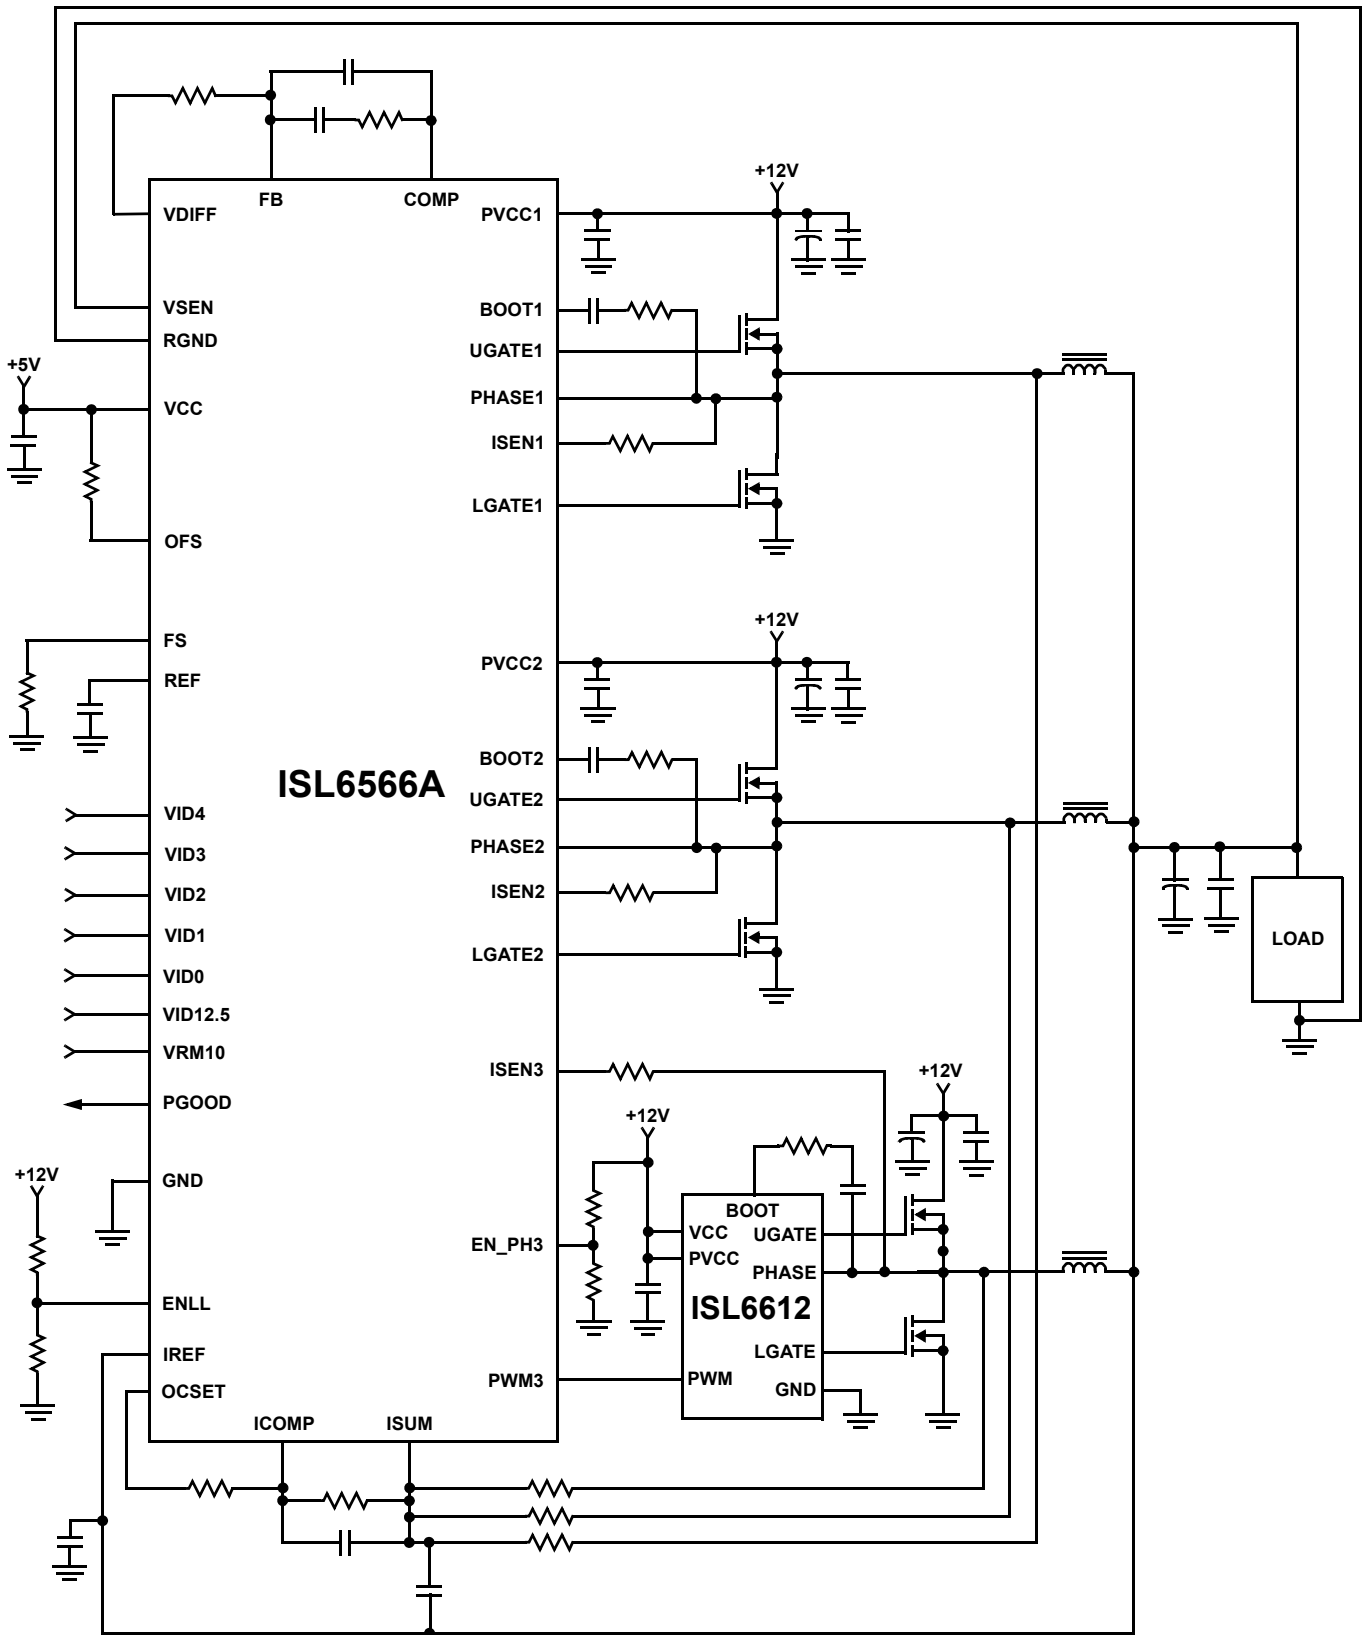 +12V
FB
COMP
VDIFF
PVCC1
VSEN
BOOT1
RGND
UGATE1
+5V
PHASE1
VCC
ISEN1
LGATE1
OFS
+12V
FS
PVCC2
REF
BOOT2
ISL6566A
UGATE2
VID4
PHASE2
VID3
ISEN2
VID2
VID1
LGATE2
LOAD
VID0
VID12.5
VRM10
ISEN3
+12V
PGOOD
+12V
+12V
GND
BOOT
VCC
UGATE
EN_PH3
PVCC
PHASE
ENLL
ISL6612
IREF
LGATE
PWM3
PWM
OCSET
GND
ICOMP
ISUM